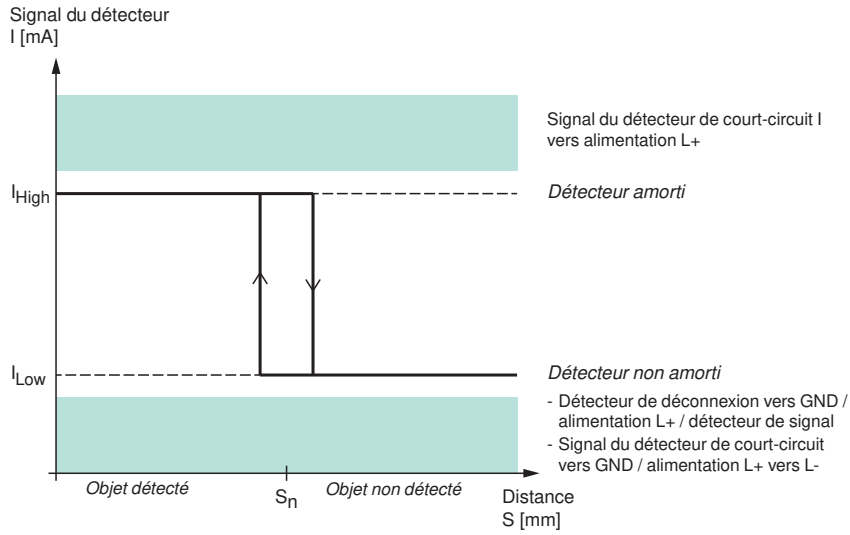 Signal du détecteur
I [mA]
Signal du détecteur de court-circuit I
vers alimentation L+
IHigh
Détecteur amorti
ILow
Détecteur non amorti
- Détecteur de déconnexion vers GND /
alimentation L+ / détecteur de signal
- Signal du détecteur de court-circuit
vers GND / alimentation L+ vers L-
Objet détecté
Sn
Objet non détecté
Distance
S [mm]